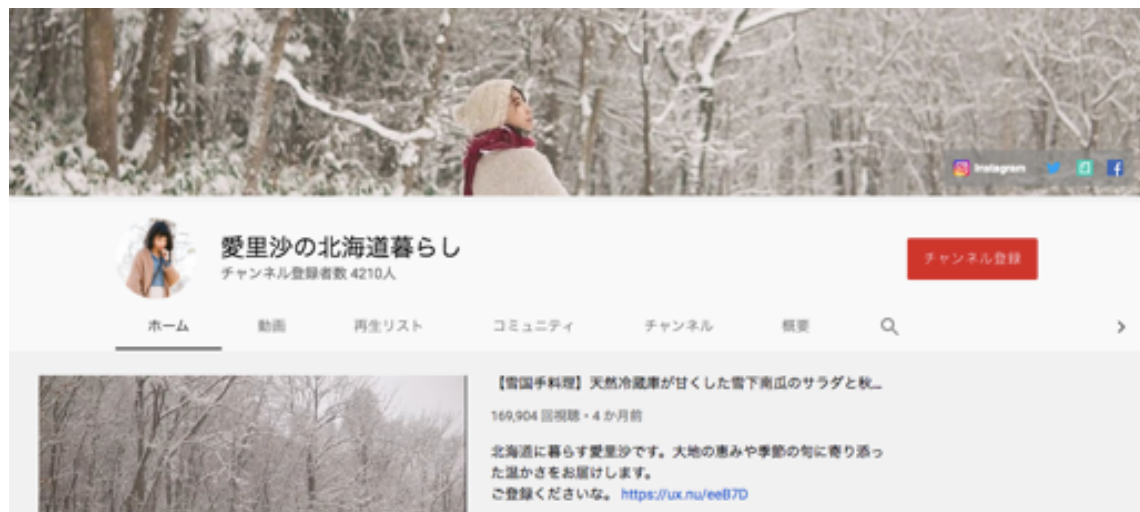 Instagram
愛里沙の北海道暮らし
チャンネル登録者数 4210人
チャンネル登録
ホーム 動画 再生リスト コミュニティ チャンネル 概要
【雪国手料理】天然冷蔵庫が甘くした雪下南瓜のサラダと秋...
169,904 回視聴・4 か月前
北海道に暮らす愛里沙です。大地の恵みや季節の旬に寄り添っ
た温かさをお届けします。
ご登録くださいな。 https://ux.nu/eeB7D